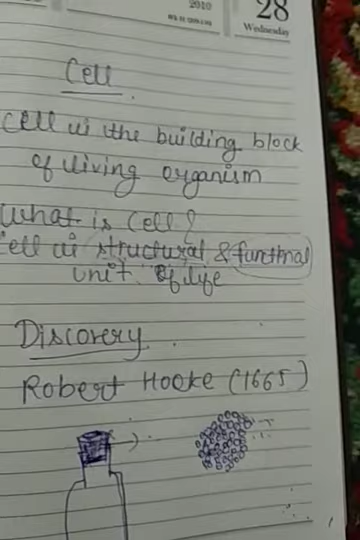 2010
28
Wednesday
Cell
Cell is the building block
of living organism
What is Cell?
Cell is structural & functional
unit of life
Discovery
Robert Hooke (1665)